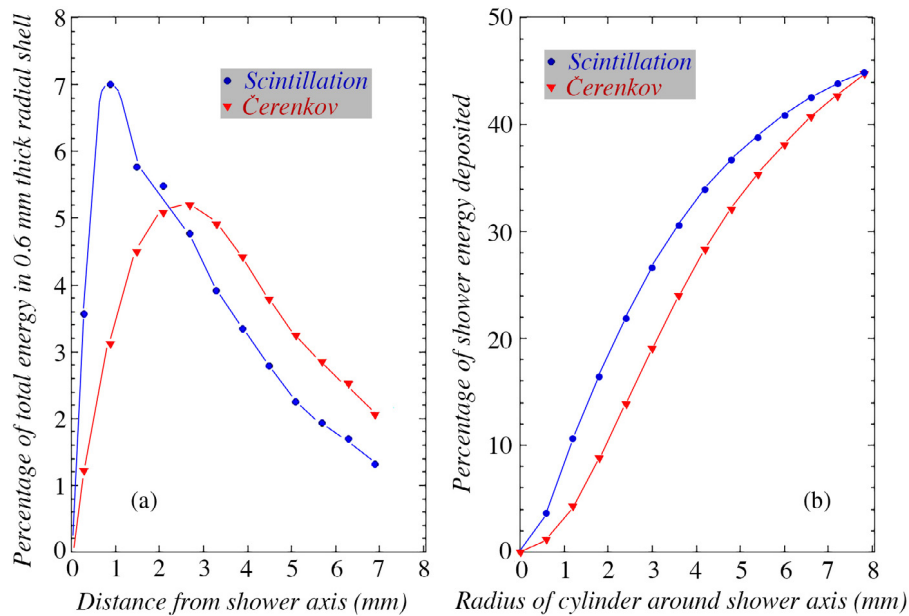 Percentage of total energy in 0.6 mm thick radial shell
8
7
6
5
4
3
2
1
0
Scintillation
Čerenkov
(a)
0 1 2 3 4 5 6 7 8
Distance from shower axis (mm)
Percentage of shower energy deposited
50
40
30
20
10
0
Scintillation
Čerenkov
(b)
0 1 2 3 4 5 6 7 8
Radius of cylinder around shower axis (mm)